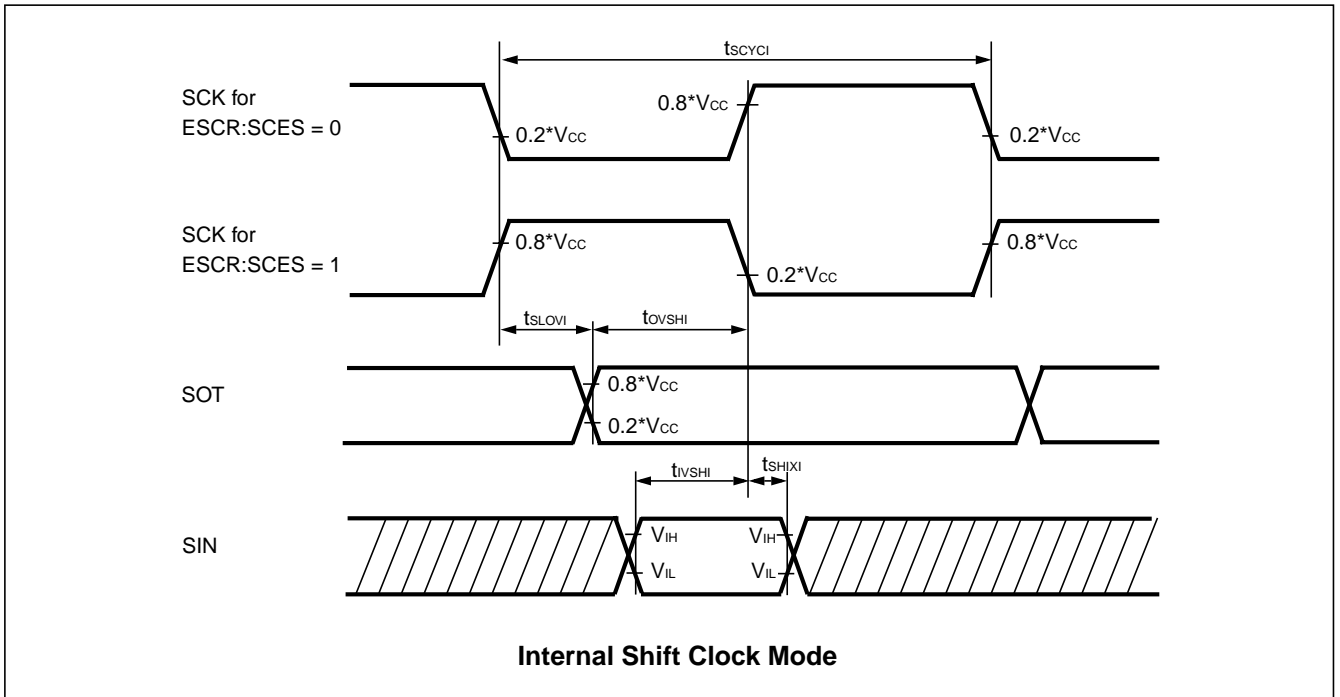 tSCYCI
SCK for
ESCR:SCES = 0
0.8*VCC
0.2*VCC
0.2*VCC
SCK for
ESCR:SCES = 1
0.8*VCC
0.2*VCC
0.8*VCC
tSLOVI
tOVSHI
SOT
0.8*VCC
0.2*VCC
tIVSHI
tSHIXI
SIN
VIH
VIH
VIL
VIL
Internal Shift Clock Mode